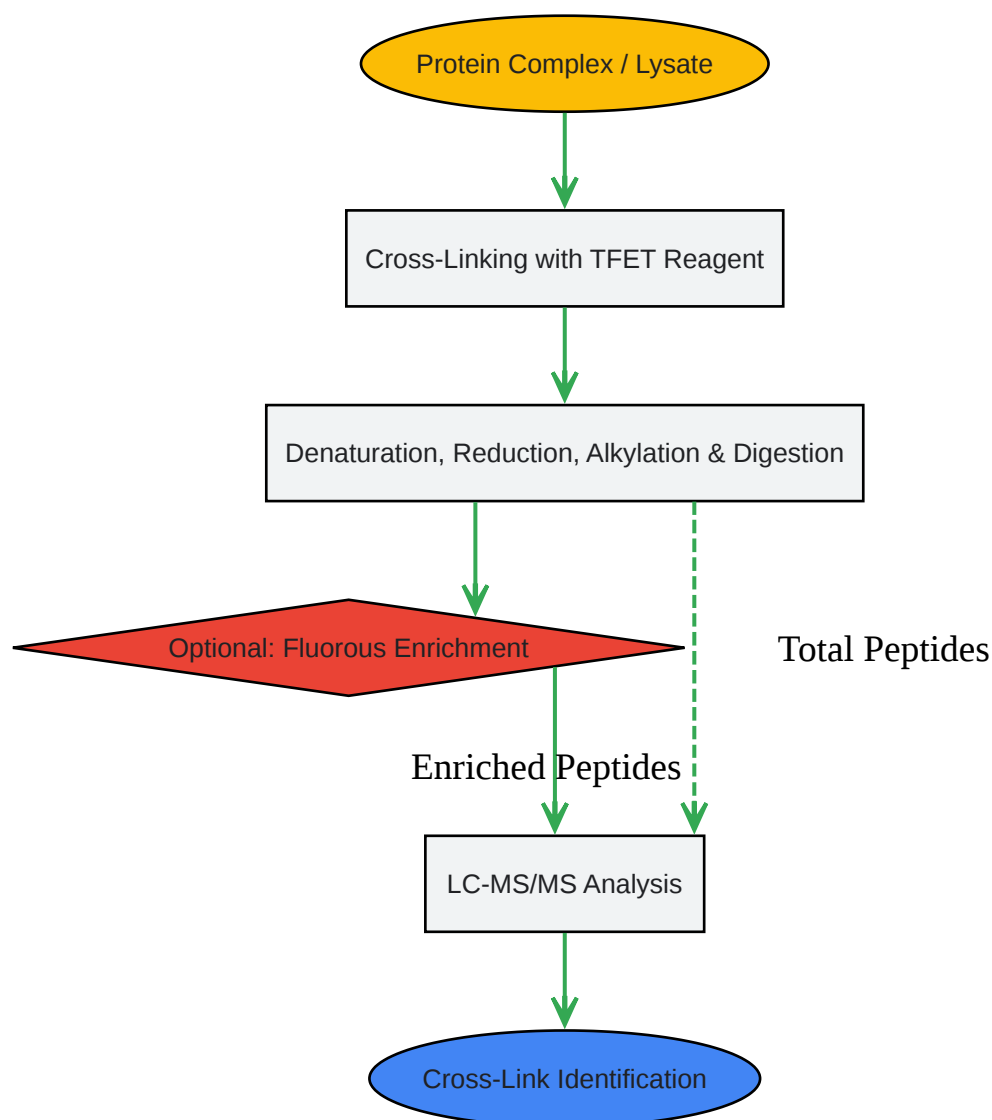 Protein Complex / Lysate
Cross-Linking with TFET Reagent
Denaturation, Reduction, Alkylation & Digestion
Optional: Fluorous Enrichment
Total Peptides
Enriched Peptides
LC-MS/MS Analysis
Cross-Link Identification